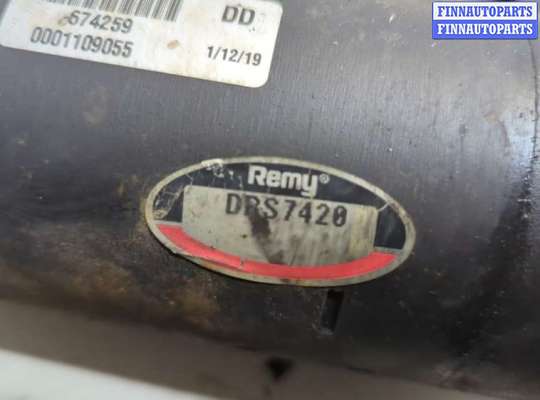 674259
DD
0001109055
1/12/19
FINNAUTOPARTS
FINNAUTOPARTS
Remy®
DRS7420